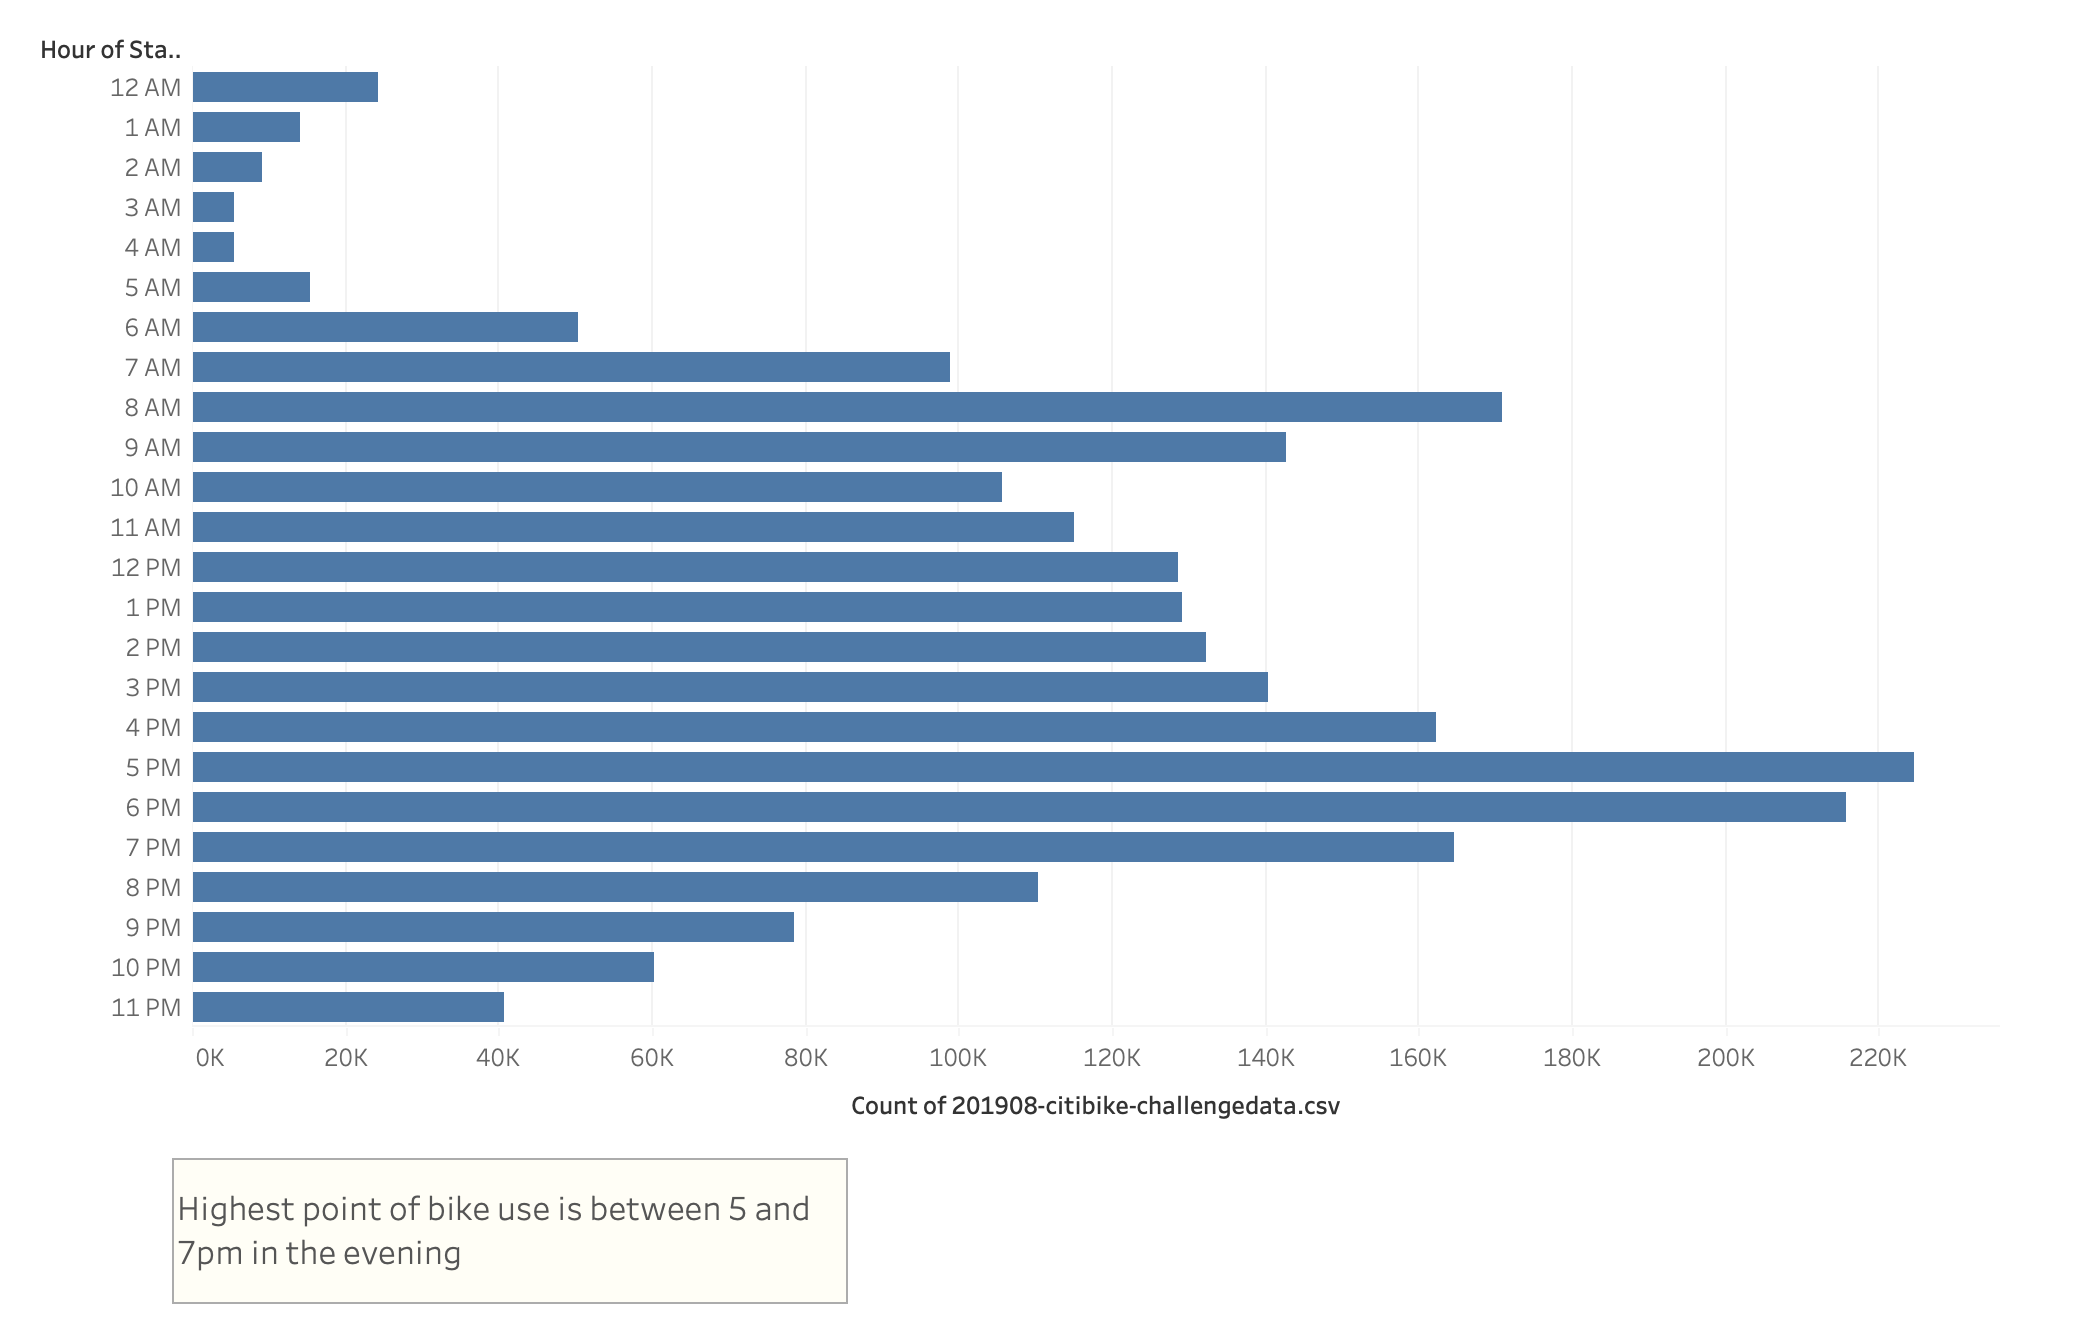 Hour of Sta..
12 AM
1 AM
2 AM
3 AM
4 AM
5 AM
6 AM
7 AM
8 AM
9 AM
10 AM
11 AM
12 PM
1 PM
2 PM
3 PM
4 PM
5 PM
6 PM
7 PM
8 PM
9 PM
10 PM
11 PM
0K 20K 40K 60K 80K 100K 120K 140K 160K 180K 200K 220K
Count of 201908-citibike-challengedata.csv
Highest point of bike use is between 5 and
7pm in the evening